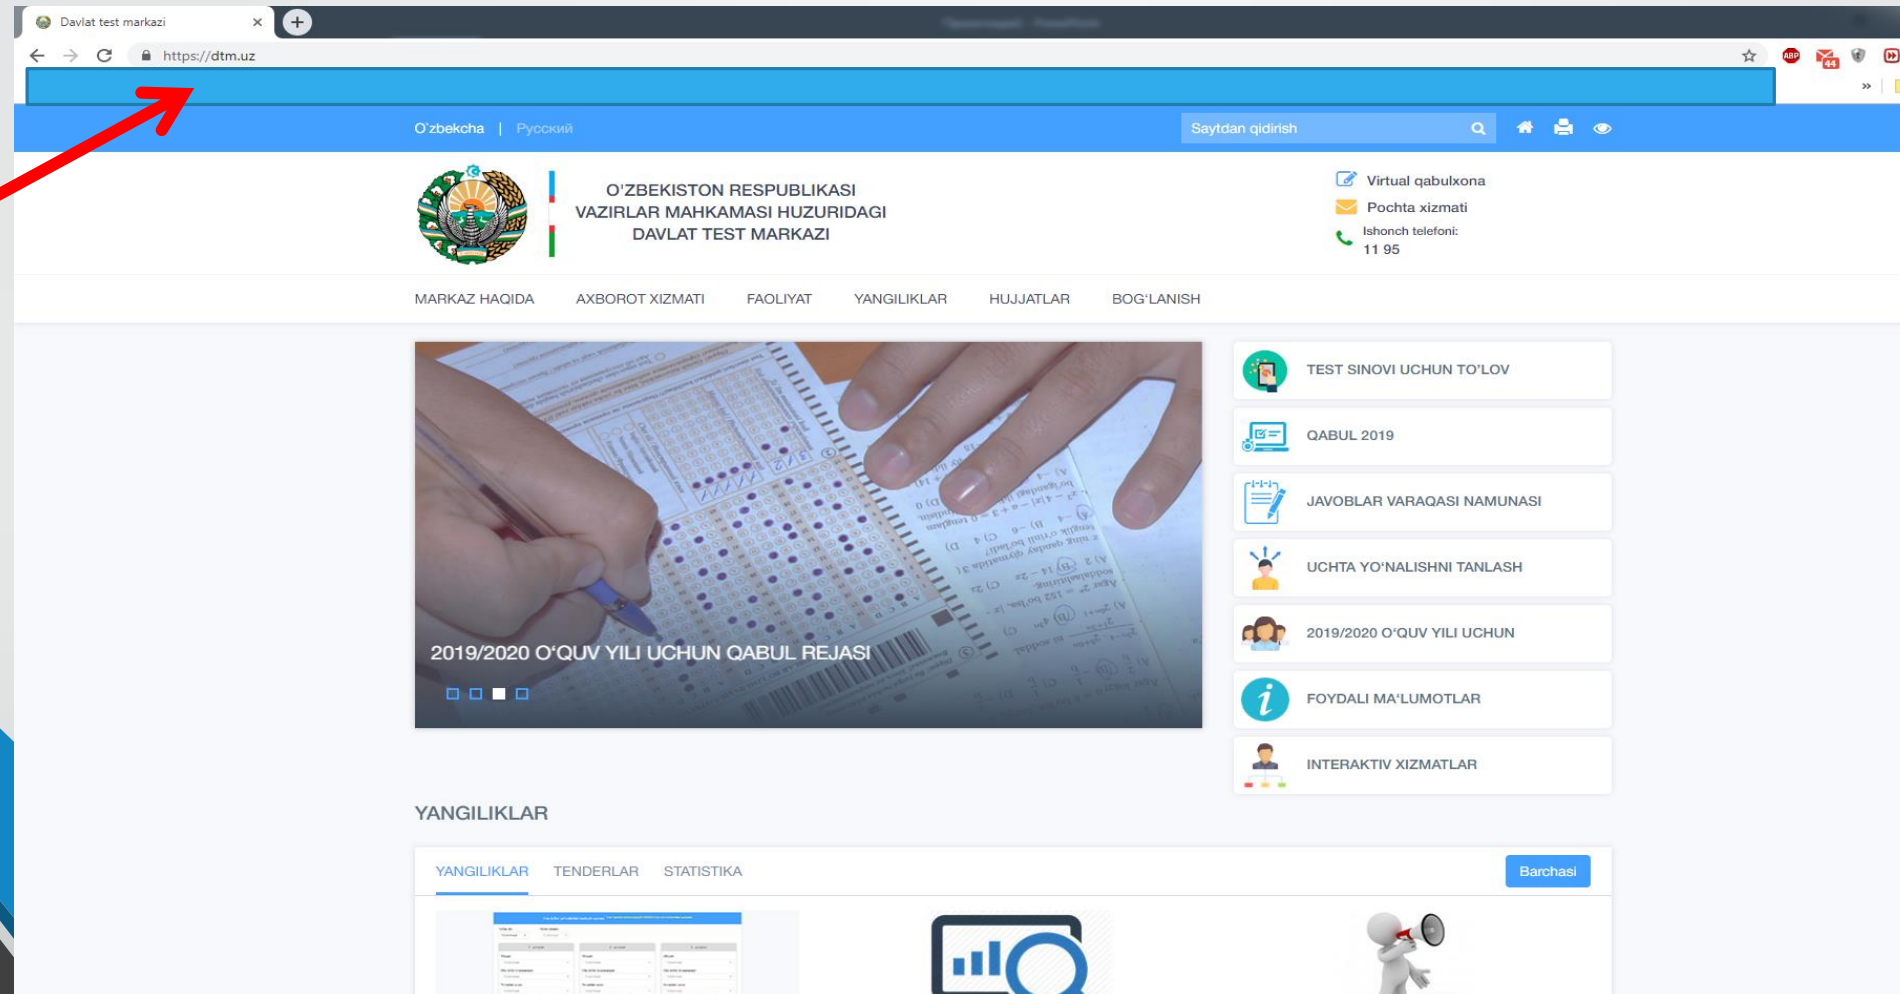 Davlat test markazi
https://dtm.uz
ABP
44
O'zbekcha | Русский
Saytdan qidirish
O'ZBEKISTON RESPUBLIKASI
VAZIRLAR MAHKAMASI HUZURIDAGI
DAVLAT TEST MARKAZI
Virtual qabulxona
Pochta xizmati
Ishonch telefoni:
11 95
MARKAZ HAQIDA
AXBOROT XIZMATI
FAOLIYAT
YANGILIKLAR
HUJJATLAR
BOG‘LANISH
2019/2020 O‘QUV YILI UCHUN QABUL REJASI
TEST SINOVI UCHUN TO'LOV
QABUL 2019
JAVOBLAR VARAQASI NAMUNASI
UCHTA YO‘NALISHNI TANLASH
2019/2020 O‘QUV YILI UCHUN
FOYDALI MA‘LUMOTLAR
INTERAKTIV XIZMATLAR
YANGILIKLAR
YANGILIKLAR
TENDERLAR
STATISTIKA
Barchasi